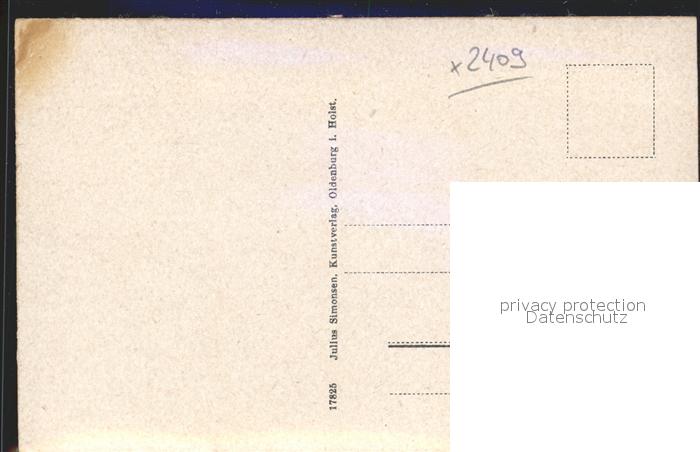 x2409
17825 Julius Simonsen, Kunstverlag, Oldenburg i. Holst.
privacy protection
Datenschutz